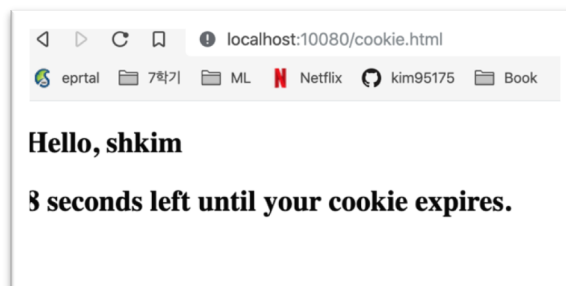 localhost:10080/cookie.html
eprtal 7학기 ML Netflix kim95175 Book
Hello, shkim
8 seconds left until your cookie expires.